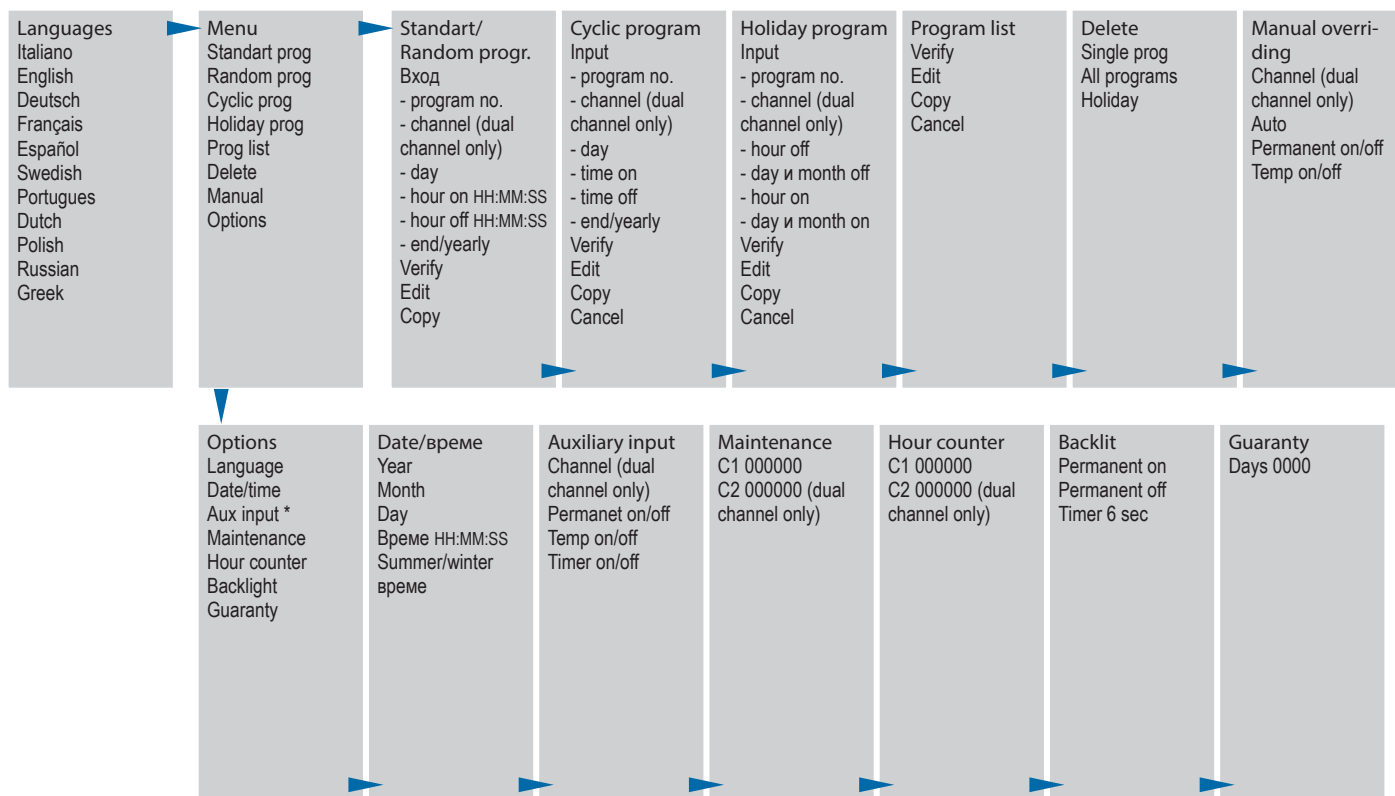 Languages
Italiano
English
Deutsch
Français
Español
Swedish
Portugues
Dutch
Polish
Russian
Greek
Menu
Standart prog
Random prog
Cyclic prog
Holiday prog
Prog list
Delete
Manual
Options
Standart/
Random progr.
Вход
- program no.
- channel (dual
channel only)
- day
- hour on HH:MM:SS
- hour off HH:MM:SS
- end/yearly
Verify
Edit
Copy
Cyclic program
Input
- program no.
- channel (dual
channel only)
- day
- time on
- time off
- end/yearly
Verify
Edit
Copy
Cancel
Holiday program
Input
- program no.
- channel (dual
channel only)
- hour off
- day и month off
- hour on
- day и month on
Verify
Edit
Copy
Cancel
Program list
Verify
Edit
Copy
Cancel
Delete
Single prog
All programs
Holiday
Manual overri-
ding
Channel (dual
channel only)
Auto
Permanent on/off
Temp on/off
Options
Language
Date/time
Aux input *
Maintenance
Hour counter
Backlight
Guaranty
Date/време
Year
Month
Day
Време HH:MM:SS
Summer/winter
време
Auxiliary input
Channel (dual
channel only)
Permanet on/off
Temp on/off
Timer on/off
Maintenance
C1 000000
C2 000000 (dual
channel only)
Hour counter
C1 000000
C2 000000 (dual
channel only)
Backlit
Permanent on
Permanent off
Timer 6 sec
Guaranty
Days 0000